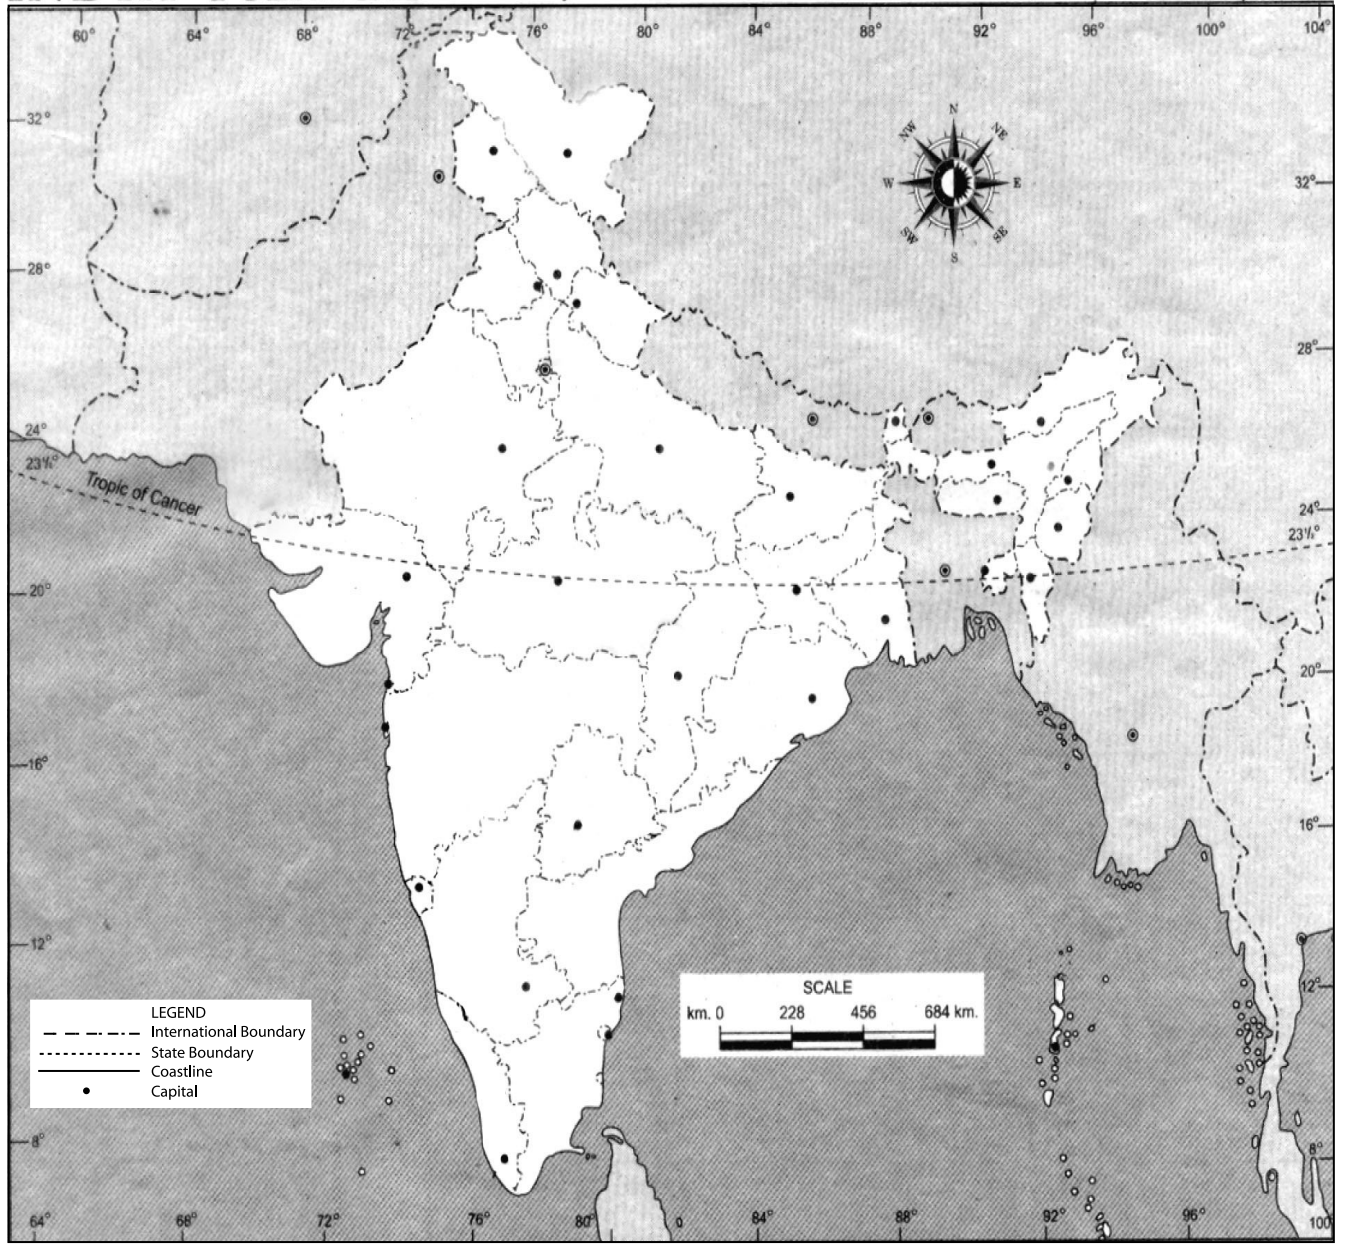 60° 64° 68° 72° 76° 80° 84° 88° 92° 96° 100° 104°
N
NW NE
W E
SW SE
S
32° 32°
28° 28°
24° 24°
23½° 23½°
Tropic of Cancer
20° 20°
16° 16°
12° 12°
8° 8°
SCALE
km. 0 228 456 684 km.
LEGEND
International Boundary
State Boundary
Coastline
Capital
64° 68° 72° 76° 80° 84° 88° 92° 96° 100